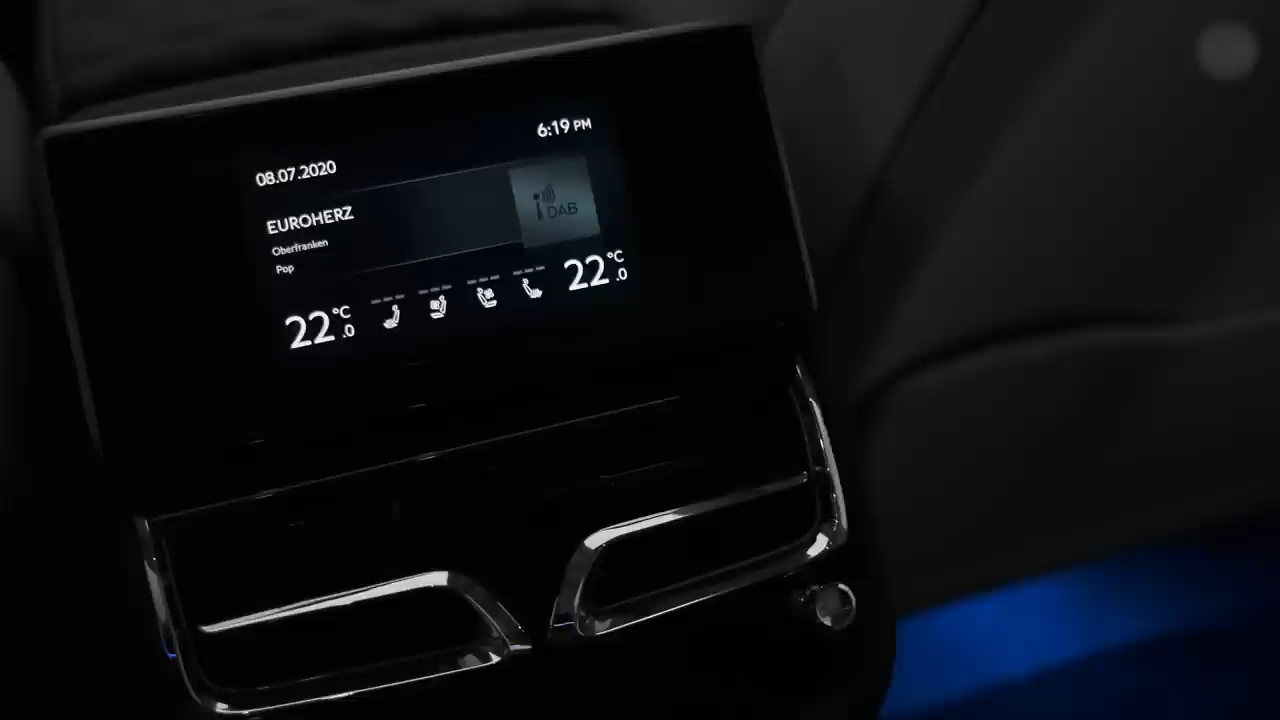 6:19 PM
08.07.2020
EUROHERZ
DAB
Oberfranken
Pop
22 °C .0
22 °C .0